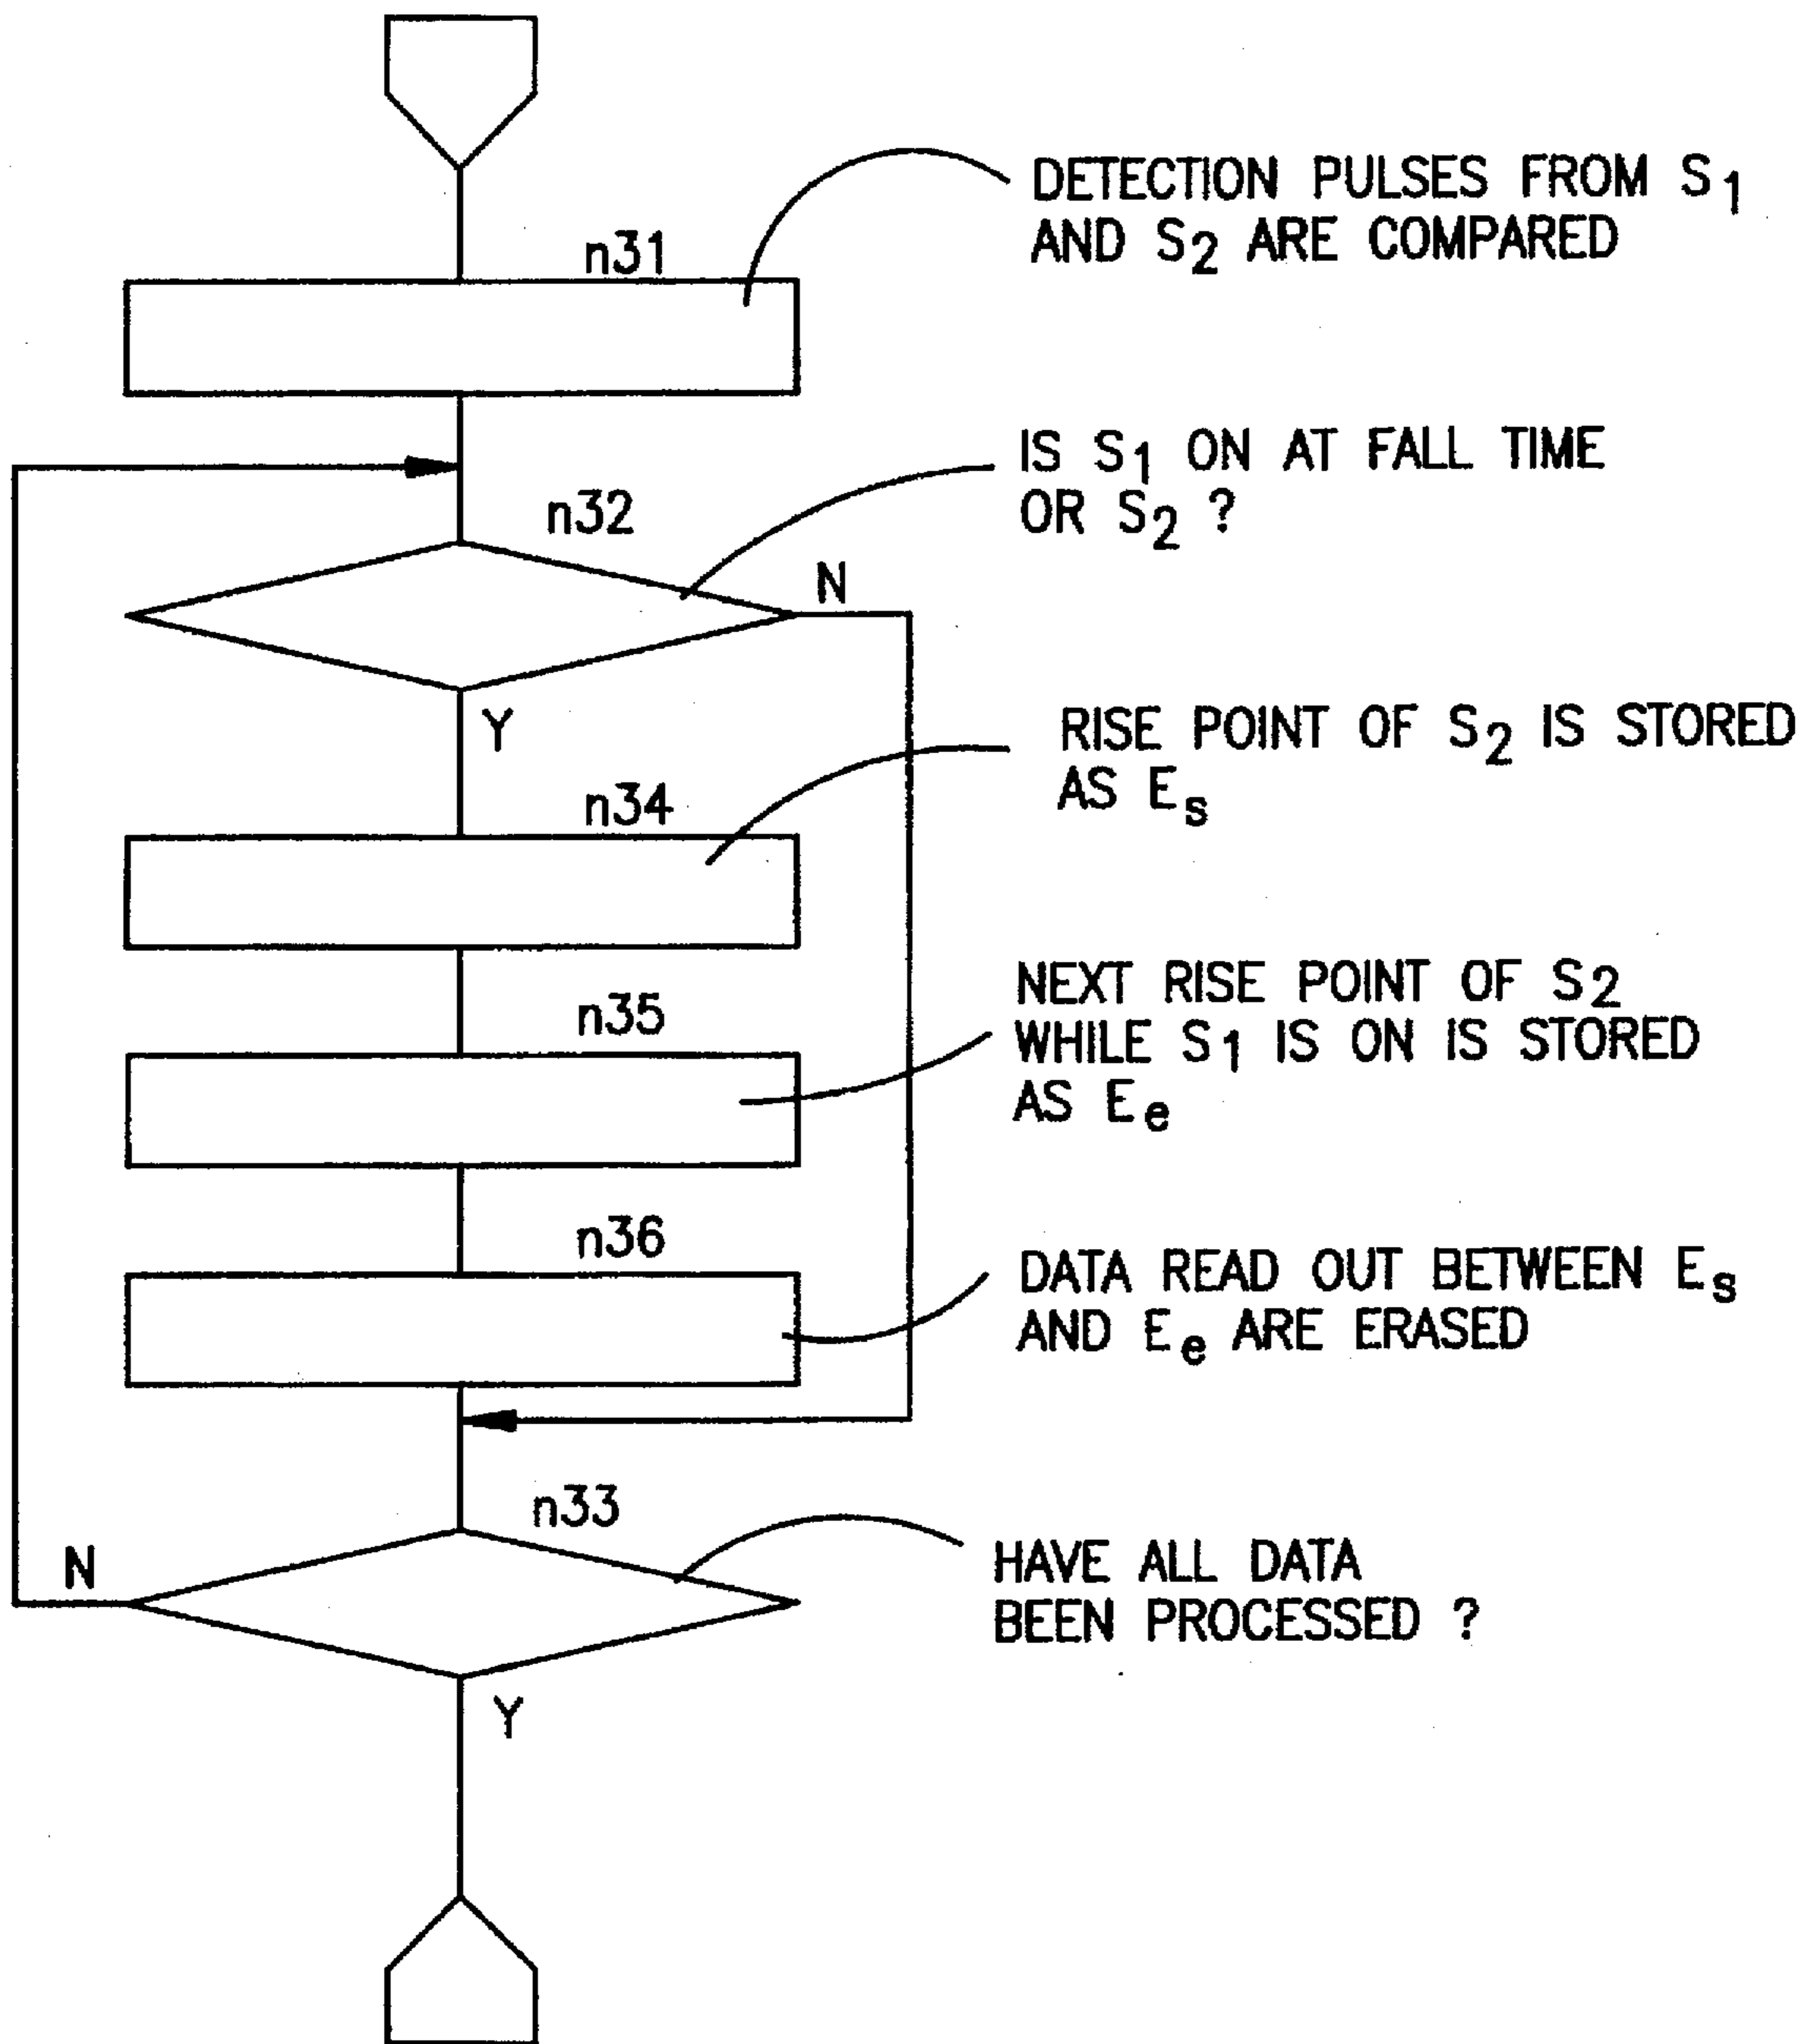 DETECTION PULSES FROM S1
AND S2 ARE COMPARED
n31
IS S1 ON AT FALL TIME
OR S2 ?
n32
N
Y
RISE POINT OF S2 IS STORED
AS Es
n34
NEXT RISE POINT OF S2
WHILE S1 IS ON IS STORED
AS Ee
n35
n36
DATA READ OUT BETWEEN Es
AND Ee ARE ERASED
n33
HAVE ALL DATA
BEEN PROCESSED ?
N
Y